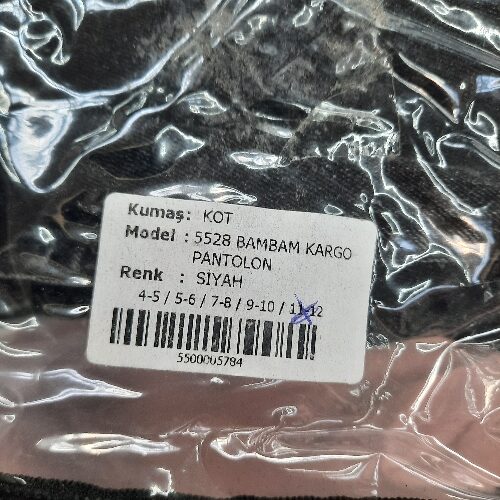 Kumaş: KOT
Model : 5528 BAMBAM KARGO
PANTOLON
Renk : SIYAH
4-5 / 5-6 / 7-8 / 9-10 / 11-12
5500005784